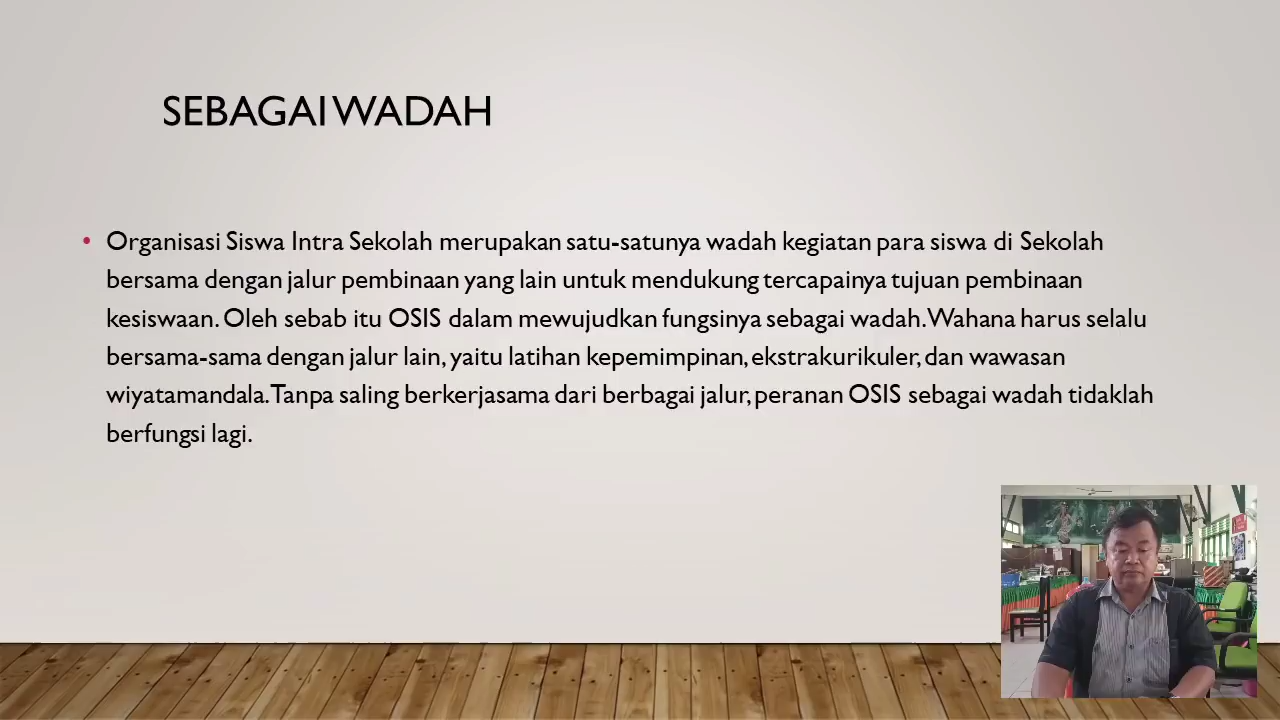 SEBAGAI WADAH
• Organisasi Siswa Intra Sekolah merupakan satu-satunya wadah kegiatan para siswa di Sekolah
bersama dengan jalur pembinaan yang lain untuk mendukung tercapainya tujuan pembinaan
kesiswaan. Oleh sebab itu OSIS dalam mewujudkan fungsinya sebagai wadah. Wahana harus selalu
bersama-sama dengan jalur lain, yaitu latihan kepemimpinan, ekstrakurikuler, dan wawasan
wiyatamandala. Tanpa saling berkerjasama dari berbagai jalur, peranan OSIS sebagai wadah tidaklah
berfungsi lagi.